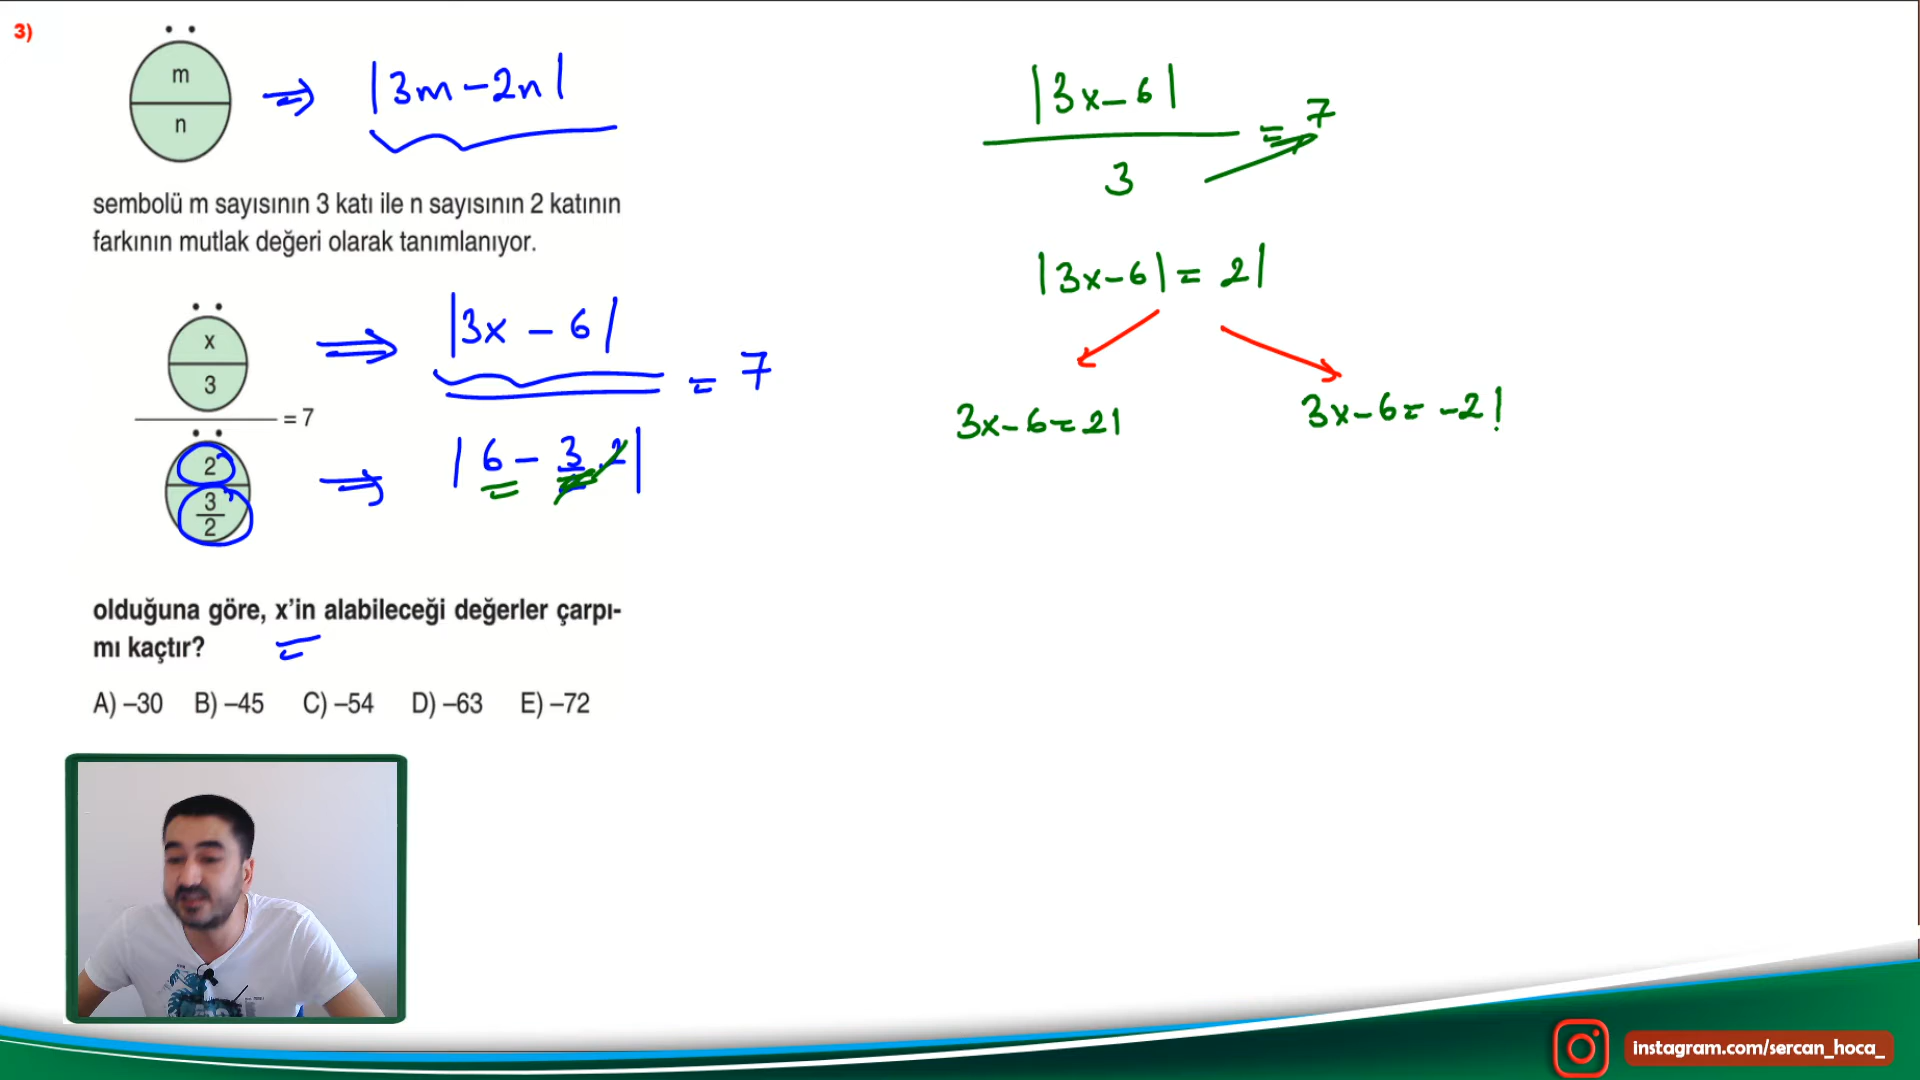 3)
m
n
⇒ |3m-2n|
sembolü m sayısının 3 katı ile n sayısının 2 katının
farkının mutlak değeri olarak tanımlanıyor.
x
3
⇒ |3x-6|
= 7
= 7
2
3
2
⇒ |6-3/2.2|
olduğuna göre, x'in alabileceği değerler çarpı-
mı kaçtır?
A) –30 B) –45 C) –54 D) –63 E) –72
|3x-6|
3
= 7
|3x-6| = 21
3x-6=21
3x-6=-21
instagram.com/sercan_hoca_